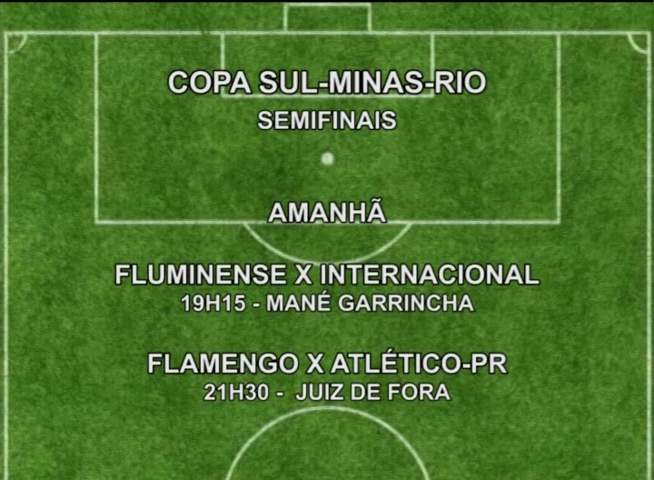 COPA SUL-MINAS-RIO
SEMIFINAIS
AMANHÃ
FLUMINENSE X INTERNACIONAL
19H15 - MANÉ GARRINCHA
FLAMENGO X ATLÉTICO-PR
21H30 - JUIZ DE FORA